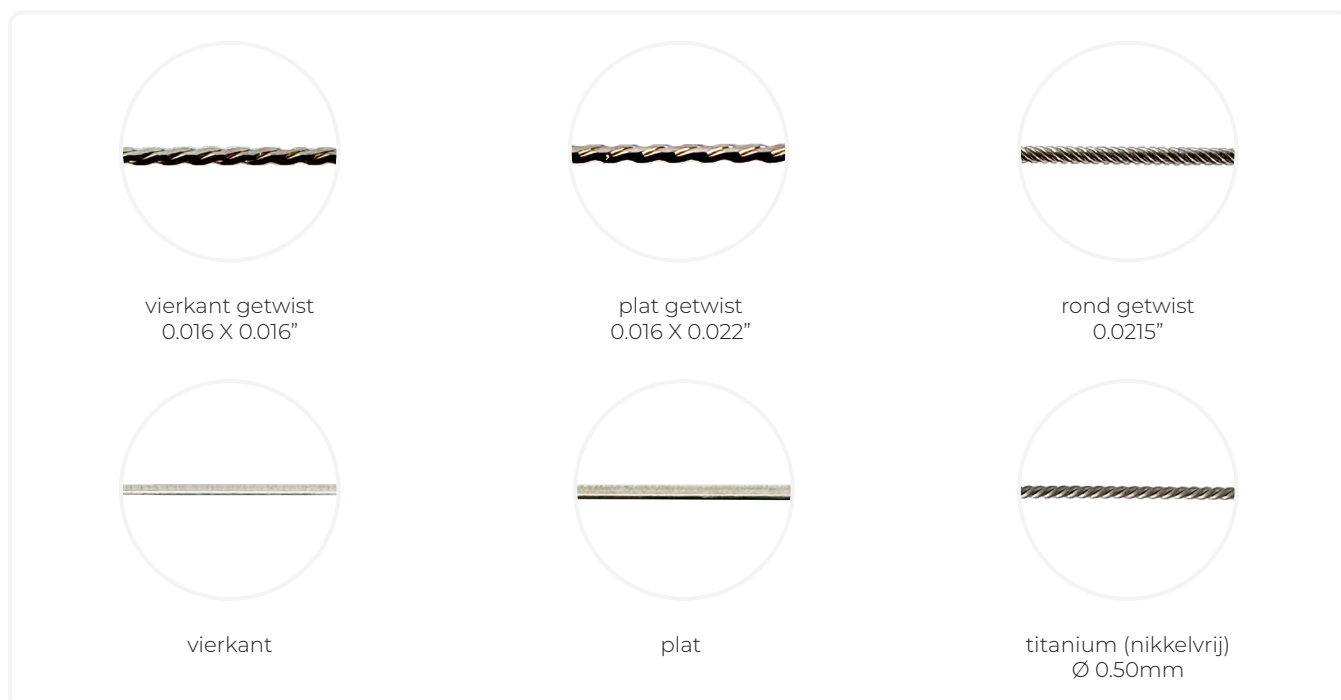 vierkant getwist
0.016 X 0.016”
plat getwist
0.016 X 0.022”
rond getwist
0.0215”
vierkant
plat
titanium (nikkelvrij)
Ø 0.50mm